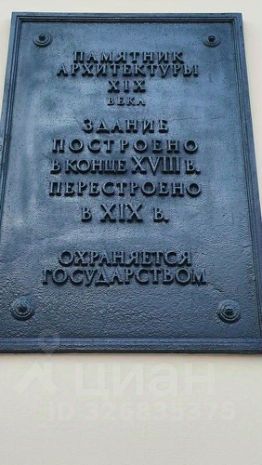 ПАМЯТНИК
АРХИТЕКТУРЫ
XIX
ВЕКА
ЗДАНИЕ
ПОСТРОЕНО
В КОНЦЕ XVIII В.
ПЕРЕСТРОЕНО
В XIX В.
ОХРАНЯЕТСЯ
ГОСУДАРСТВОМ
циан